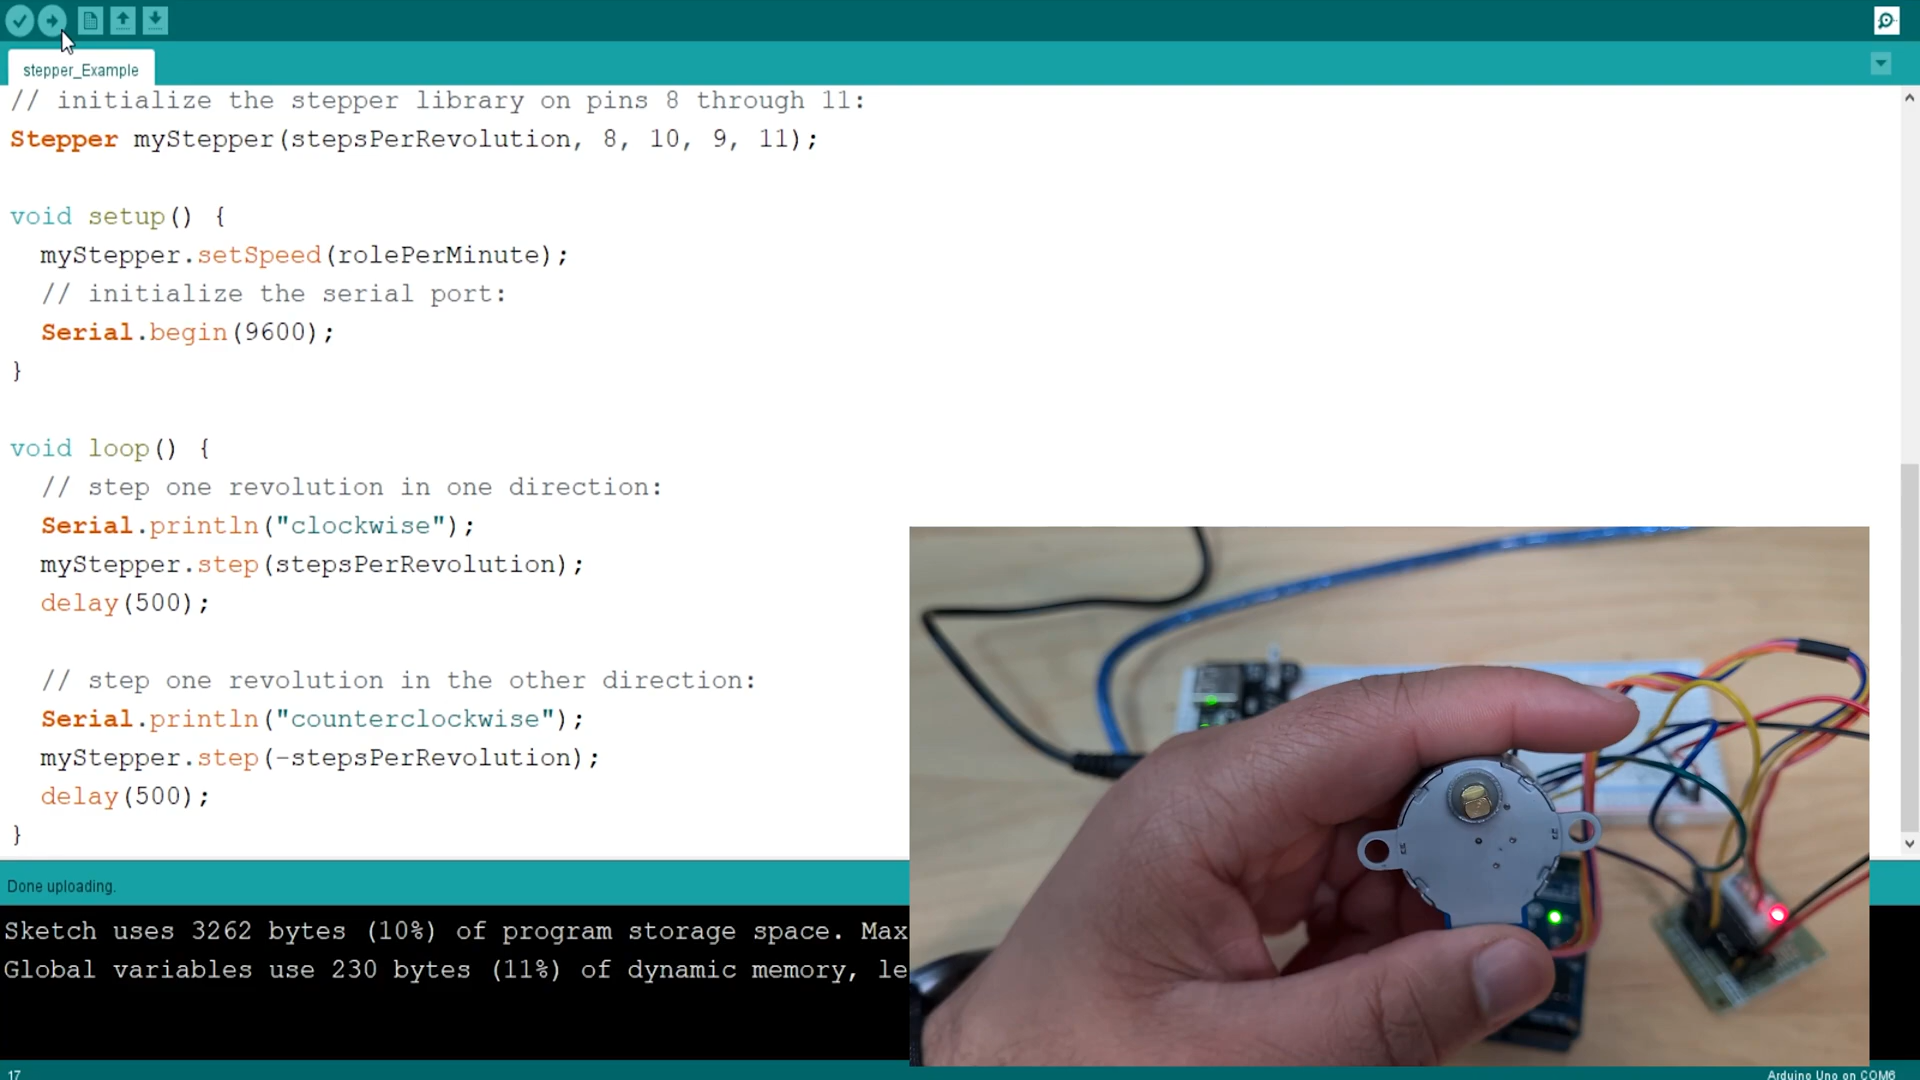 stepper_Example
// initialize the stepper library on pins 8 through 11:
Stepper myStepper(stepsPerRevolution, 8, 10, 9, 11);
void setup() {
myStepper.setSpeed(rolePerMinute);
// initialize the serial port:
Serial.begin(9600);
}
void loop() {
// step one revolution in one direction:
Serial.println("clockwise");
myStepper.step(stepsPerRevolution);
delay(500);
// step one revolution in the other direction:
Serial.println("counterclockwise");
myStepper.step(-stepsPerRevolution);
delay(500);
}
Done uploading.
Sketch uses 3262 bytes (10%) of program storage space. Max
Global variables use 230 bytes (11%) of dynamic memory, le
17
Arduino Uno on COM6